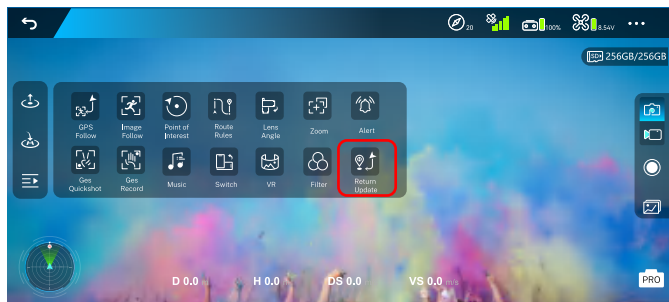 20
100%
8.54V
SD 256GB/256GB
GPS Follow
Image Follow
Point of Interest
Route Rules
Lens Angle
Zoom
Alert
Ges Quickshot
Ges Record
Music
Switch
VR
Filter
Return Update
D 0.0 m
H 0.0 m
DS 0.0 m/s
VS 0.0 m/s
PRO